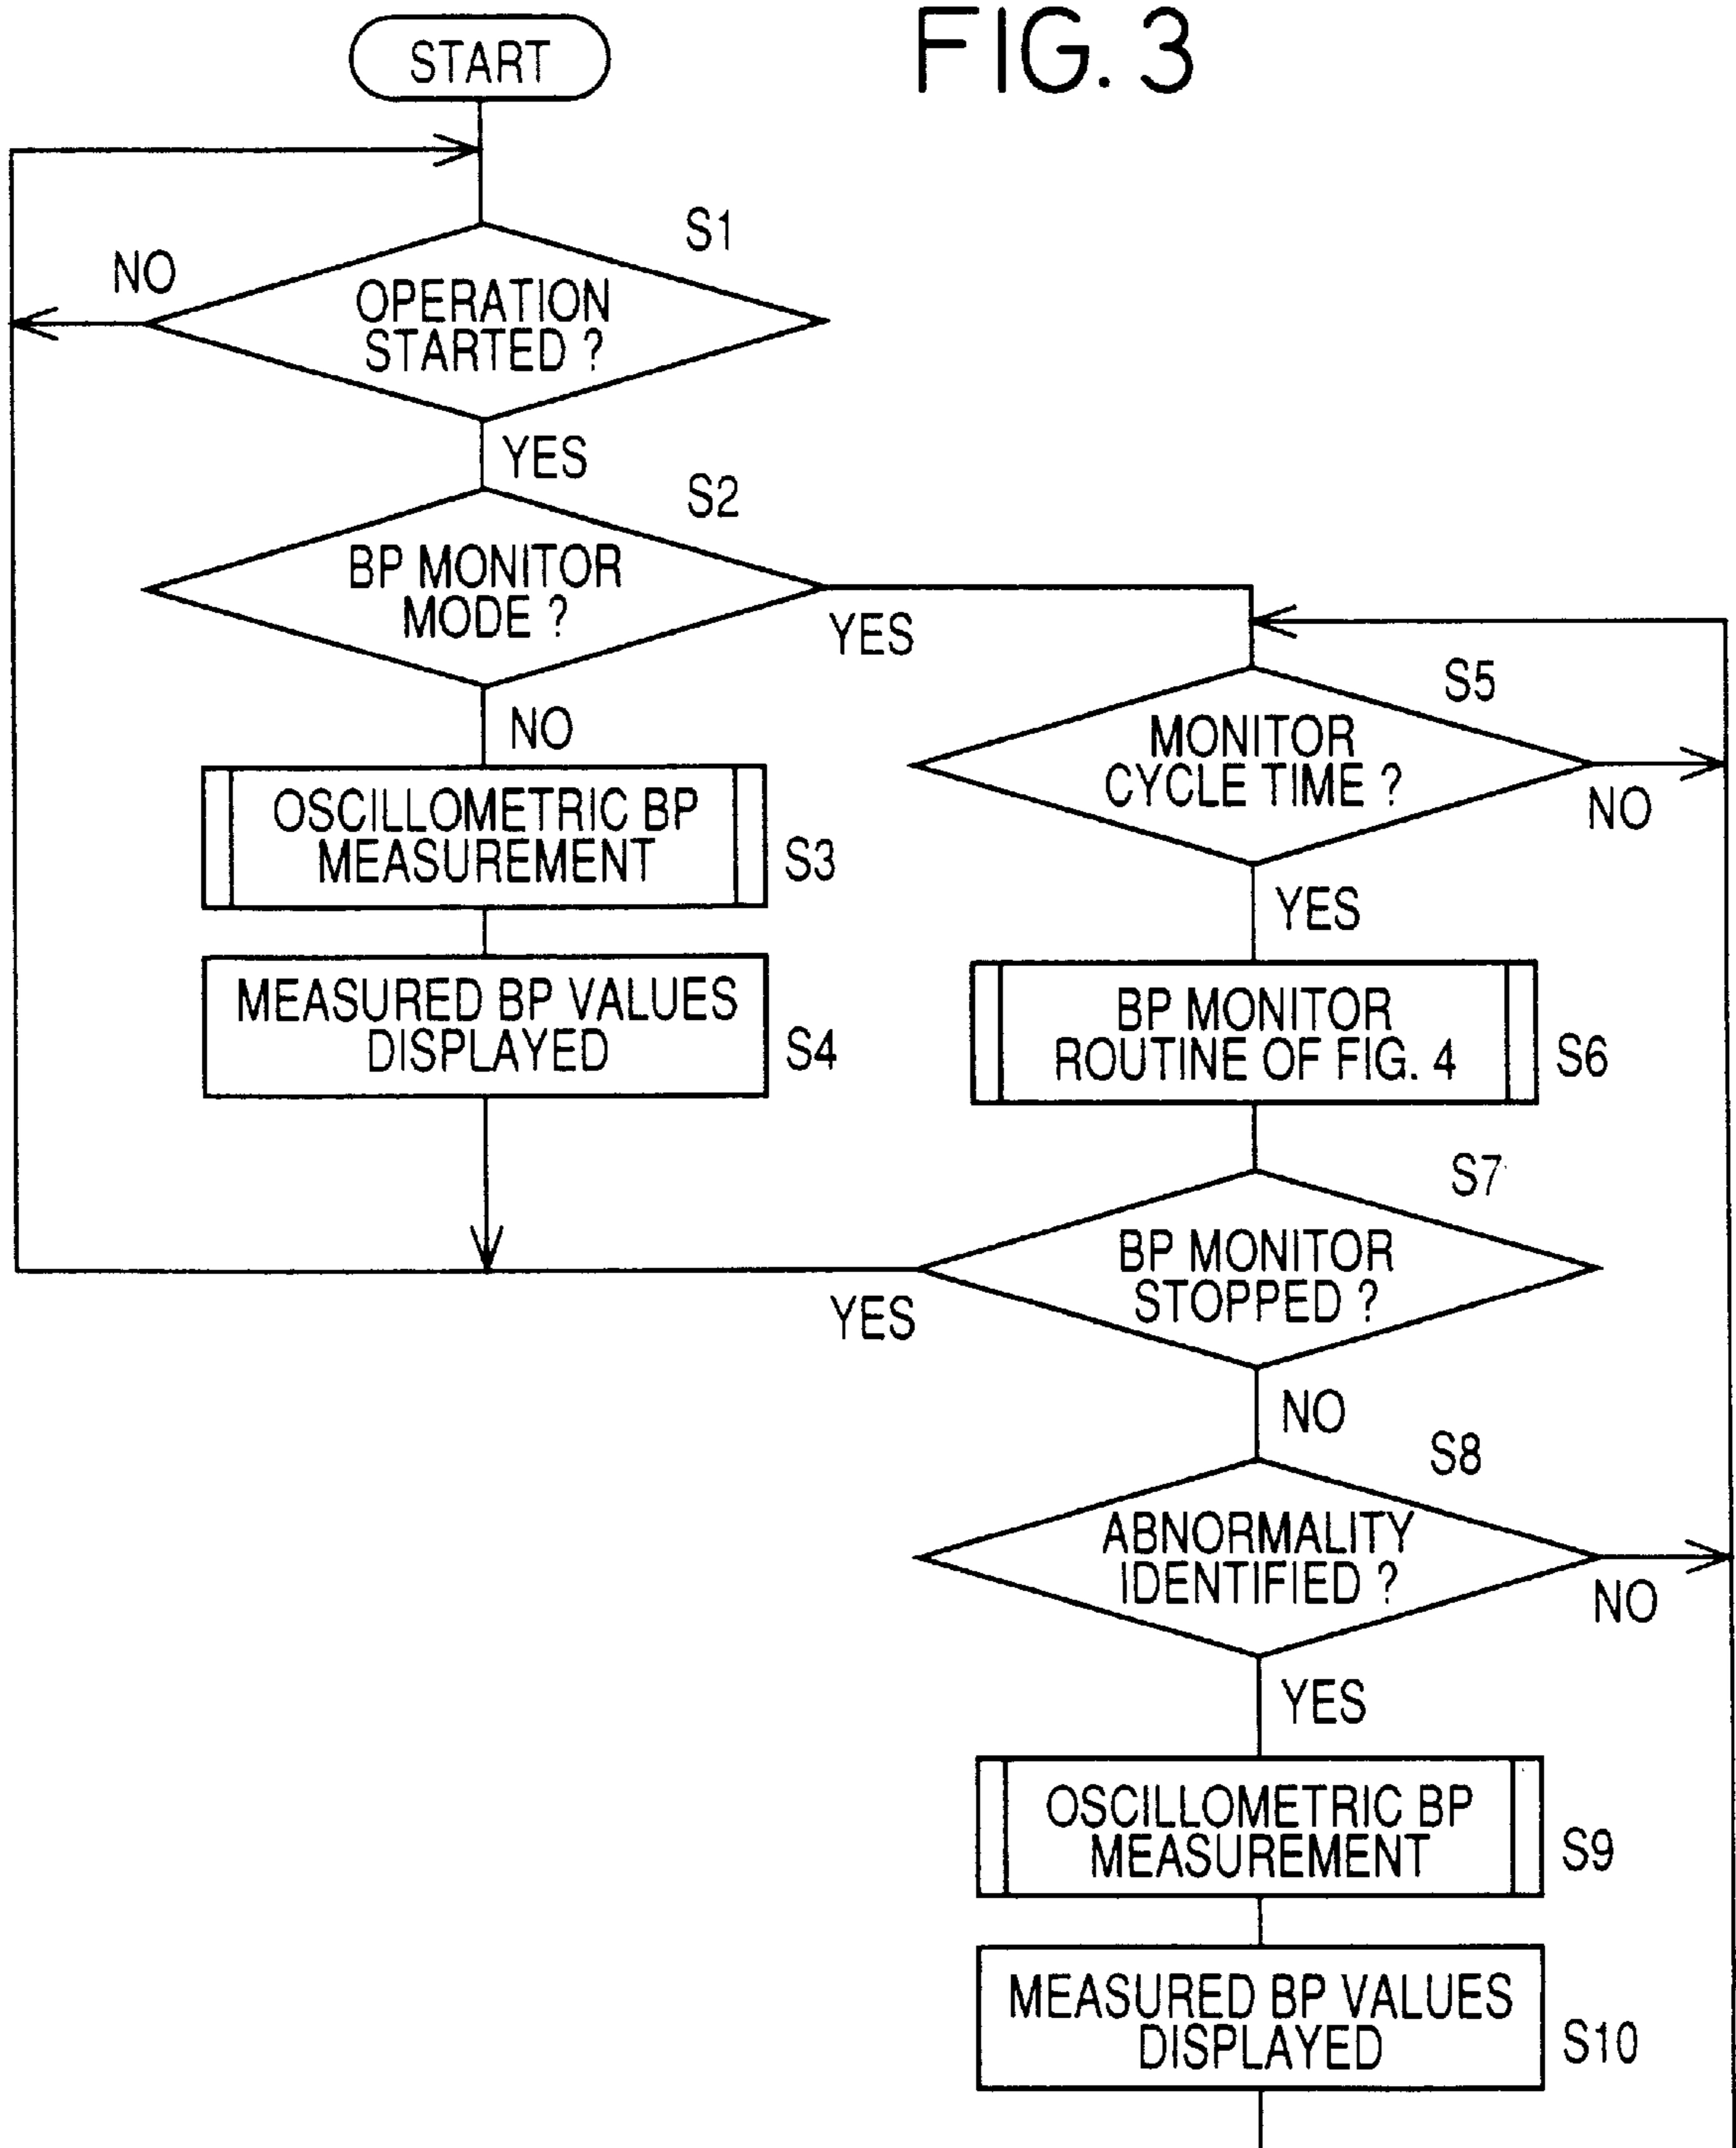 FIG. 3
START
S1
NO
OPERATION
STARTED ?
YES
S2
BP MONITOR
MODE ?
YES
NO
OSCILLOMETRIC BP
MEASUREMENT
S3
MEASURED BP VALUES
DISPLAYED
S4
S5
MONITOR
CYCLE TIME ?
NO
YES
BP MONITOR
ROUTINE OF FIG. 4
S6
S7
BP MONITOR
STOPPED ?
YES
NO
S8
ABNORMALITY
IDENTIFIED ?
NO
YES
OSCILLOMETRIC BP
MEASUREMENT
S9
MEASURED BP VALUES
DISPLAYED
S10